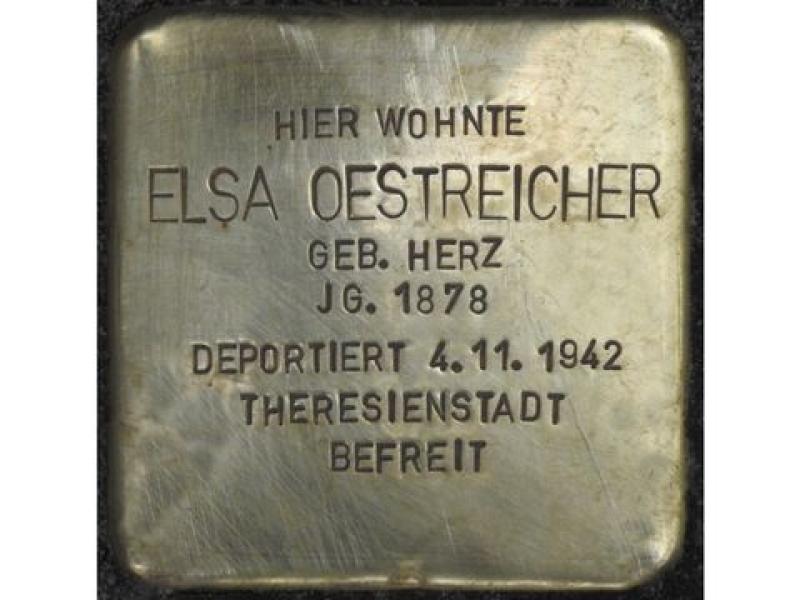 HIER WOHNTE
ELSA OESTREICHER
GEB. HERZ
JG. 1878
DEPORTIERT 4.11.1942
THERESIENSTADT
BEFREIT